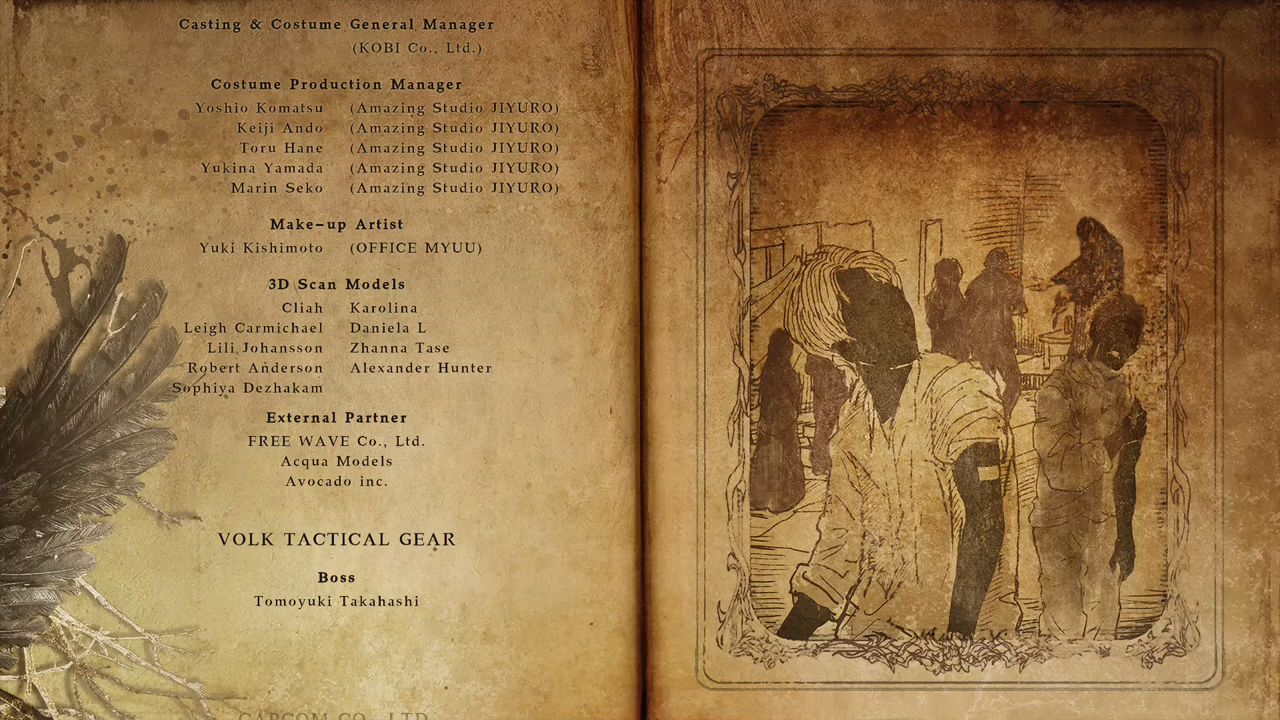 Casting & Costume General Manager
(KOBI Co., Ltd.)
Costume Production Manager
Yoshio Komatsu (Amazing Studio JIYURO)
Keiji Ando (Amazing Studio JIYURO)
Toru Hane (Amazing Studio JIYURO)
Yukina Yamada (Amazing Studio JIYURO)
Marin Seko (Amazing Studio JIYURO)
Make-up Artist
Yuki Kishimoto (OFFICE MYUU)
3D Scan Models
Cliah Karolina
Leigh Carmichael Daniela L
Lili Johansson Zhanna Tase
Robert Anderson Alexander Hunter
Sophiya Dezhakam
External Partner
FREE WAVE Co., Ltd.
Acqua Models
Avocado inc.
VOLK TACTICAL GEAR
Boss
Tomoyuki Takahashi
CAPCOM CO., LTD.